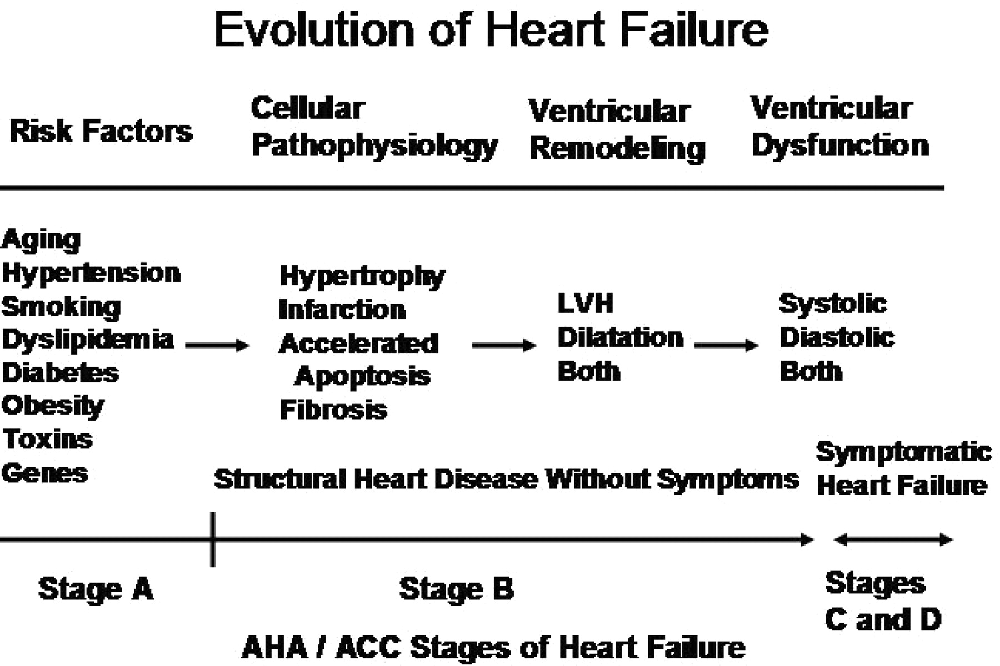 Evolution of Heart Failure
Risk Factors
Cellular
Pathophysiology
Ventricular
Remodeling
Ventricular
Dysfunction
Aging
Hypertension
Smoking
Dyslipidemia
Diabetes
Obesity
Toxins
Genes
Hypertrophy
Infarction
Accelerated
Apoptosis
Fibrosis
LVH
Dilatation
Both
Systolic
Diastolic
Both
Structural Heart Disease Without Symptoms
Symptomatic
Heart Failure
Stage A
Stage B
Stages
C and D
AHA / ACC Stages of Heart Failure